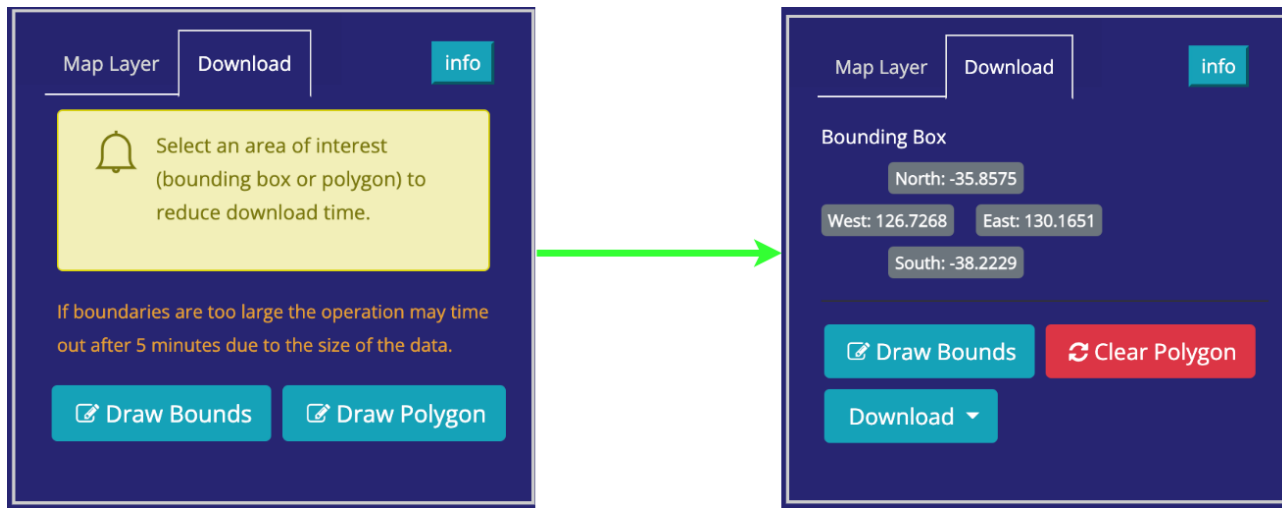 Map Layer
Download
info
Select an area of interest
(bounding box or polygon) to
reduce download time.
If boundaries are too large the operation may time
out after 5 minutes due to the size of the data.
Draw Bounds
Draw Polygon
Map Layer
Download
info
Bounding Box
North: -35.8575
West: 126.7268
East: 130.1651
South: -38.2229
Draw Bounds
Clear Polygon
Download